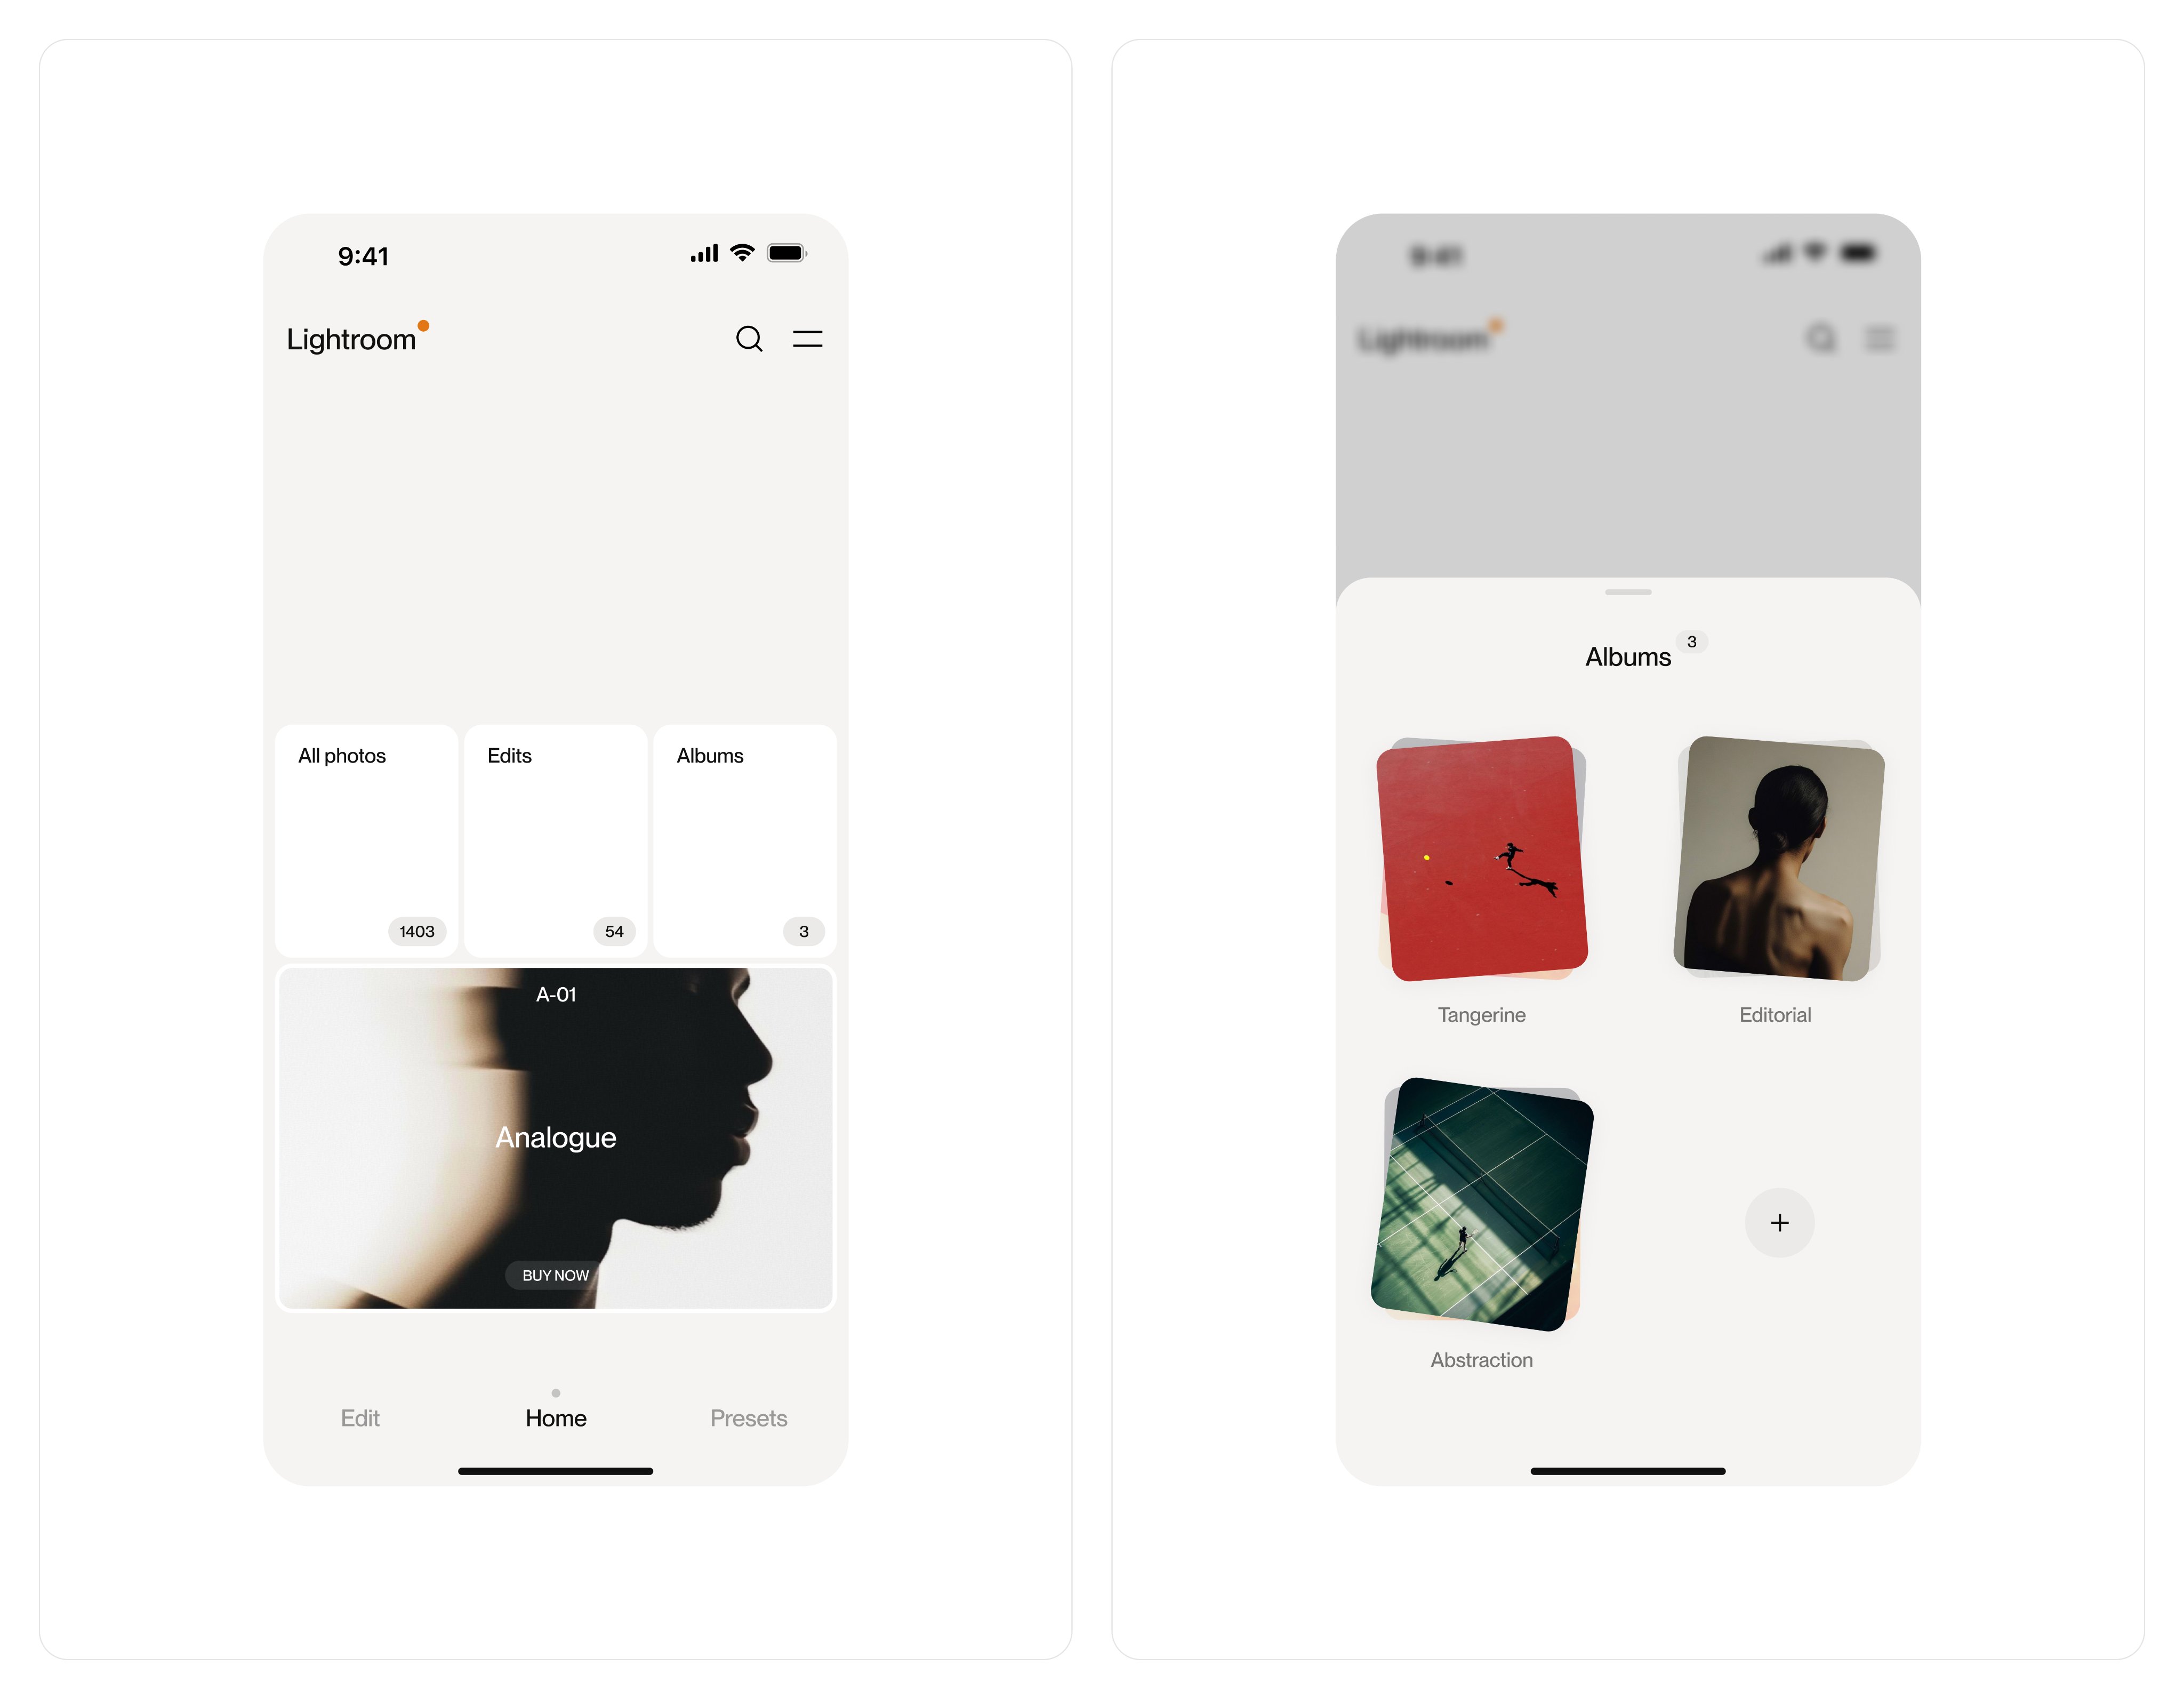 9:41
Lightroom
All photos
Edits
Albums
1403
54
3
A-01
Analogue
BUY NOW
Edit
Home
Presets
9:41
Lightroom
Albums 3
Tangerine
Editorial
Abstraction
+